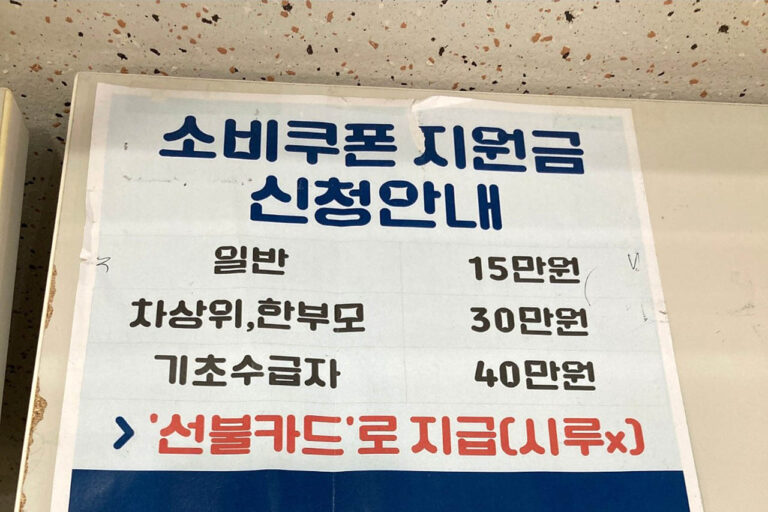 소비쿠폰 지원금
신청안내
일반 15만원
차상위,한부모 30만원
기초수급자 40만원
> '선불카드'로 지급(시루x)